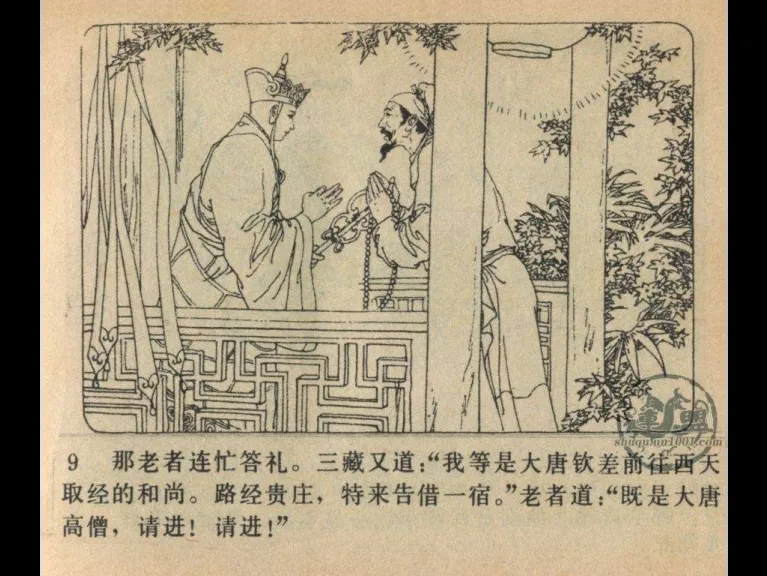 9 那老者连忙答礼。三藏又道：“我等是大唐钦差前往西天
取经的和尚。路经贵庄，特来告借一宿。”老者道：“既是大唐
高僧，请进！请进！”